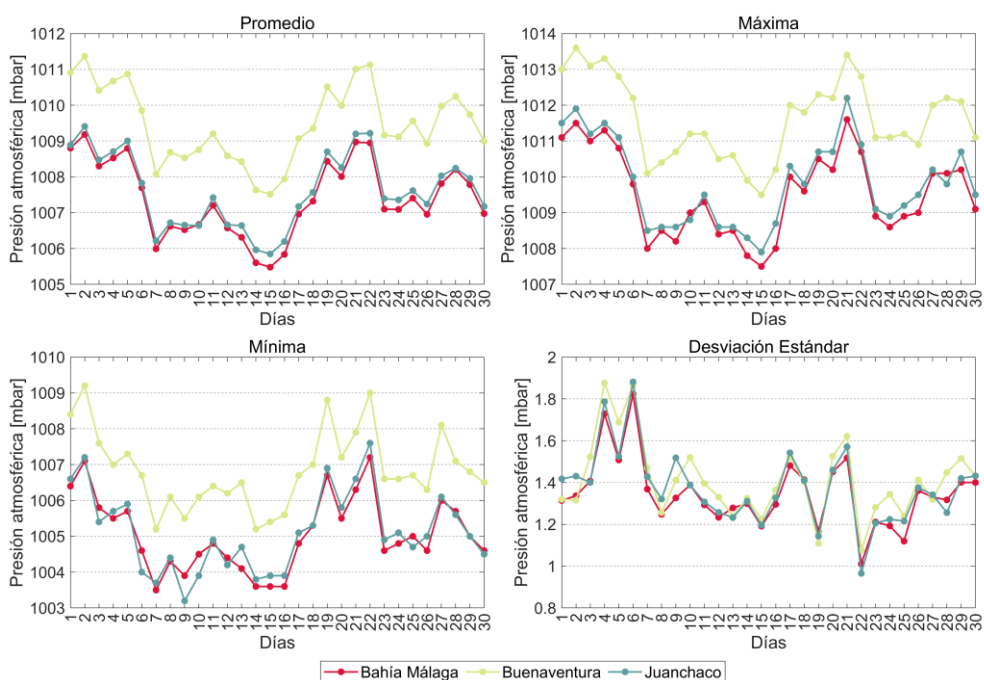 Promedio
Presión atmosférica [mbar]
1012
1011
1010
1009
1008
1007
1006
1005
1 2 3 4 5 6 7 8 9 10 11 12 13 14 15 16 17 18 19 20 21 22 23 24 25 26 27 28 29 30
Días
Máxima
Presión atmosférica [mbar]
1014
1013
1012
1011
1010
1009
1008
1007
1 2 3 4 5 6 7 8 9 10 11 12 13 14 15 16 17 18 19 20 21 22 23 24 25 26 27 28 29 30
Días
Mínima
Presión atmosférica [mbar]
1010
1009
1008
1007
1006
1005
1004
1003
1 2 3 4 5 6 7 8 9 10 11 12 13 14 15 16 17 18 19 20 21 22 23 24 25 26 27 28 29 30
Días
Desviación Estándar
Presión atmosférica [mbar]
2
1.8
1.6
1.4
1.2
1
0.8
1 2 3 4 5 6 7 8 9 10 11 12 13 14 15 16 17 18 19 20 21 22 23 24 25 26 27 28 29 30
Días
Bahía Málaga Buenaventura Juanchaco